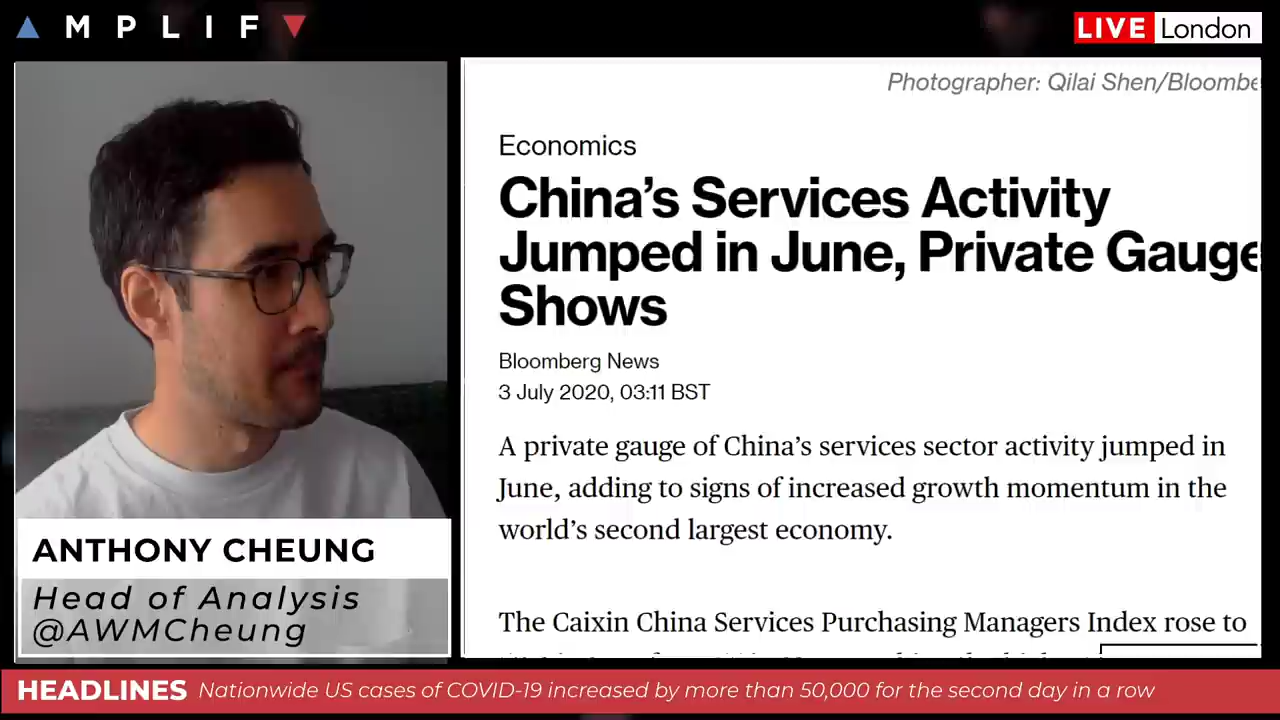 AMPLIFY
LIVE London
Photographer: Qilai Shen/Bloombe
Economics
China's Services Activity
Jumped in June, Private Gauge
Shows
Bloomberg News
3 July 2020, 03:11 BST
A private gauge of China's services sector activity jumped in
June, adding to signs of increased growth momentum in the
world's second largest economy.
The Caixin China Services Purchasing Managers Index rose to
ANTHONY CHEUNG
Head of Analysis
@AWMCheung
HEADLINES Nationwide US cases of COVID-19 increased by more than 50,000 for the second day in a row